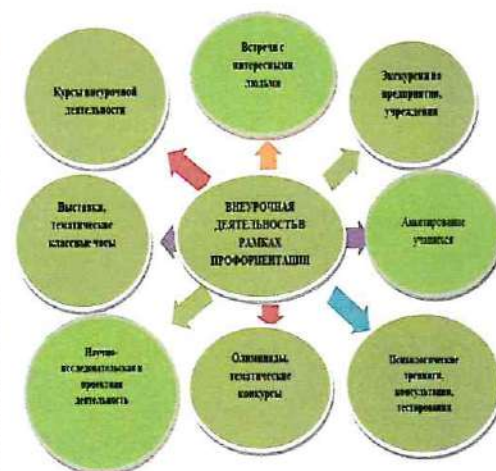 Встречи с
интересными
людьми
Курсы внеурочной
деятельности
Экскурсии на
предприятия,
учреждения
ВНЕУРОЧНАЯ
ДЕЯТЕЛЬНОСТЬ В
РАМКАХ
ПРОФОРИЕНТАЦИИ
Выставки,
тематические
классные часы
Анкетирование
учащихся
Научно-
исследовательская и
проектная
деятельность
Олимпиады,
тематические
конкурсы
Психологические
тренинги,
консультации,
тестирования